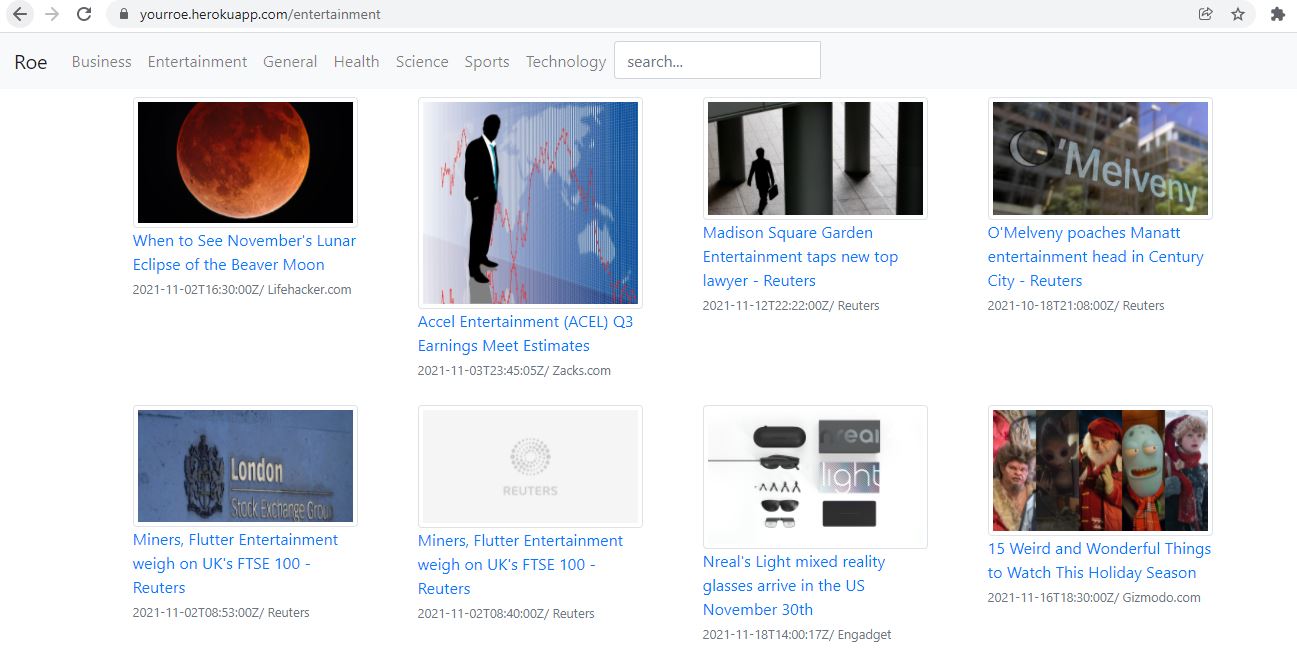 yourroe.herokuapp.com/entertainment
Roe Business Entertainment General Health Science Sports Technology search...
When to See November's Lunar
Eclipse of the Beaver Moon
2021-11-02T16:30:00Z/ Lifehacker.com
Accel Entertainment (ACEL) Q3
Earnings Meet Estimates
2021-11-03T23:45:05Z/ Zacks.com
Madison Square Garden
Entertainment taps new top
lawyer - Reuters
2021-11-12T22:22:00Z/ Reuters
O'Melveny
O'Melveny poaches Manatt
entertainment head in Century
City - Reuters
2021-10-18T21:08:00Z/ Reuters
London
Stock Exchange Group
Miners, Flutter Entertainment
weigh on UK's FTSE 100 -
Reuters
2021-11-02T08:53:00Z/ Reuters
REUTERS
Miners, Flutter Entertainment
weigh on UK's FTSE 100 -
Reuters
2021-11-02T08:40:00Z/ Reuters
nreal
light
Nreal's Light mixed reality
glasses arrive in the US
November 30th
2021-11-18T14:00:17Z/ Engadget
15 Weird and Wonderful Things
to Watch This Holiday Season
2021-11-16T18:30:00Z/ Gizmodo.com